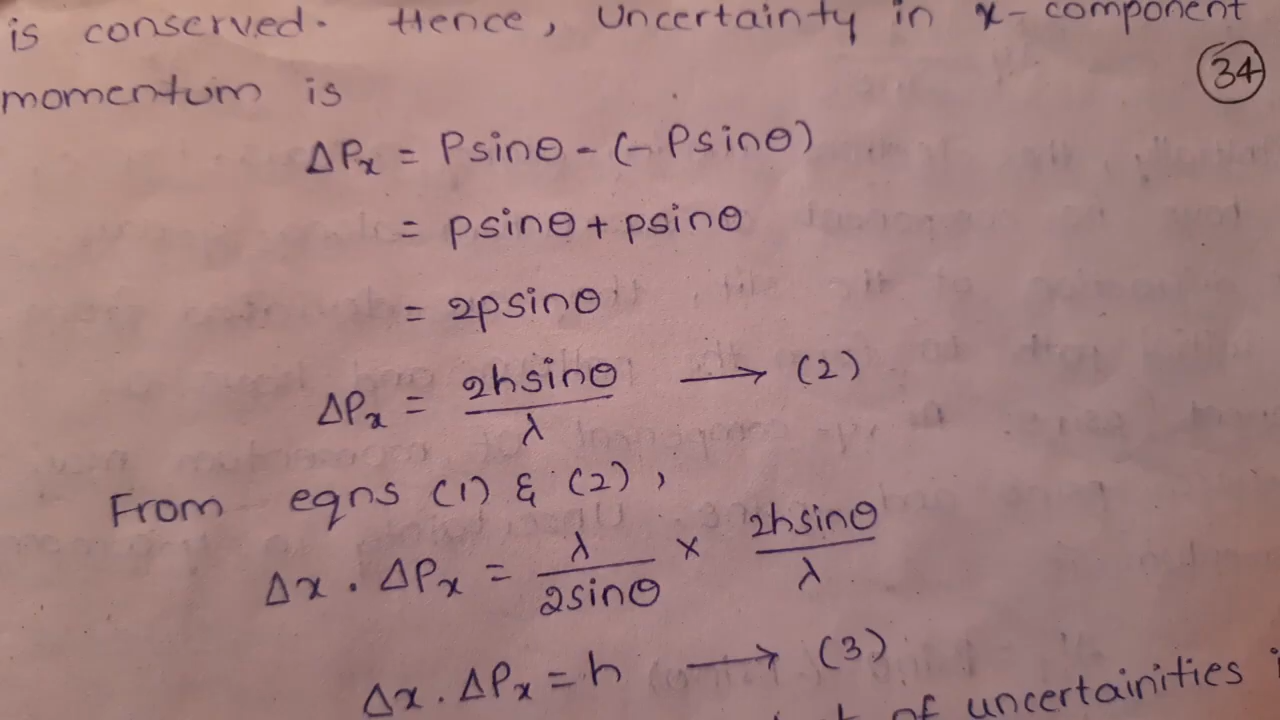 is conserved. Hence, Uncertainty in x-component
34
momentum is
ΔPx = Psinθ - (- Psinθ)
= psinθ + psinθ
= 2psinθ
ΔPx = 2hsinθ/λ → (2)
From eqns (1) & (2),
Δx . ΔPx = λ/2sinθ × 2hsinθ/λ
Δx . ΔPx = h → (3)
of uncertainities